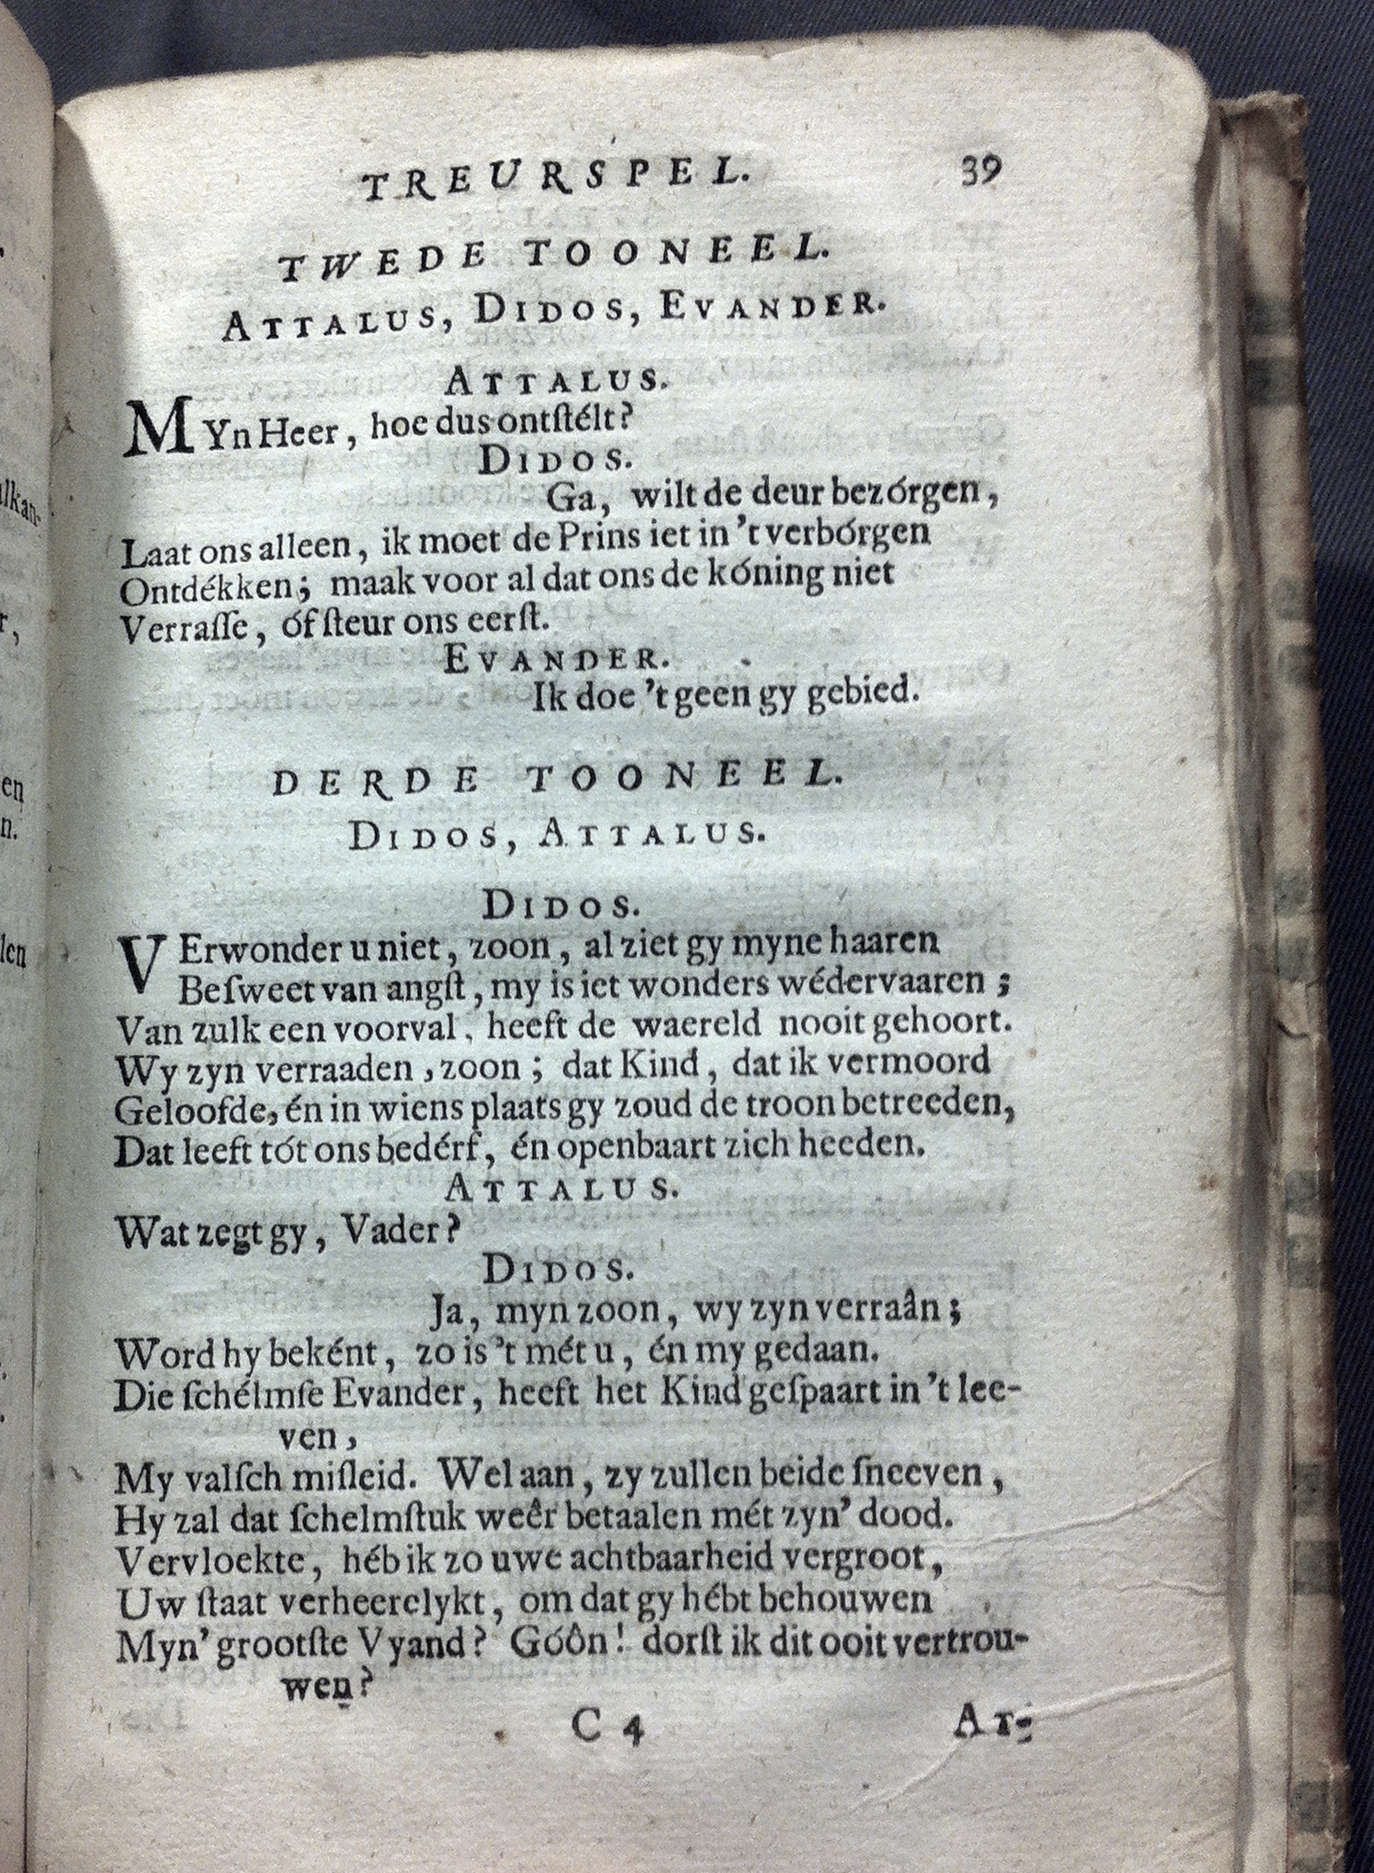 TREURSPEL. 39
TWEDE TOONEEL.
ATTALUS, DIDOS, EVANDER.
ATTALUS.
MYn Heer, hoe dus ontſtélt?
DIDOS.
Ga, wilt de deur bezórgen,
Laat ons alleen, ik moet de Prins iet in 't verbórgen
Ontdékken; maak voor al dat ons de kóning niet
Verraſſe, óf ſteur ons eerſt.
EVANDER.
Ik doe 't geen gy gebied.
DERDE TOONEEL.
DIDOS, ATTALUS.
DIDOS.
VErwonder u niet, zoon, al ziet gy myne haaren
Beſweet van angſt, my is iet wonders wédervaaren;
Van zulk een voorval, heeft de waereld nooit gehoort.
Wy zyn verraaden, zoon; dat Kind, dat ik vermoord
Geloofde, én in wiens plaats gy zoud de troon betreeden,
Dat leeft tót ons bedérf, én openbaart zich heeden.
ATTALUS.
Wat zegt gy, Vader?
DIDOS.
Ja, myn zoon, wy zyn verraân;
Word hy beként, zo is 't mét u, én my gedaan.
Die ſchélmſe Evander, heeft het Kind geſpaart in 't lee-
ven,
My valſch miſleid. Wel aan, zy zullen beide ſneeven,
Hy zal dat ſchelmſtuk weêr betaalen mét zyn' dood.
Vervloekte, héb ik zo uwe achtbaarheid vergroot,
Uw ſtaat verheerelykt, om dat gy hébt behouwen
Myn' grootſte Vyand? Góôn! dorſt ik dit ooit vertrou-
wen?
C 4 AT-